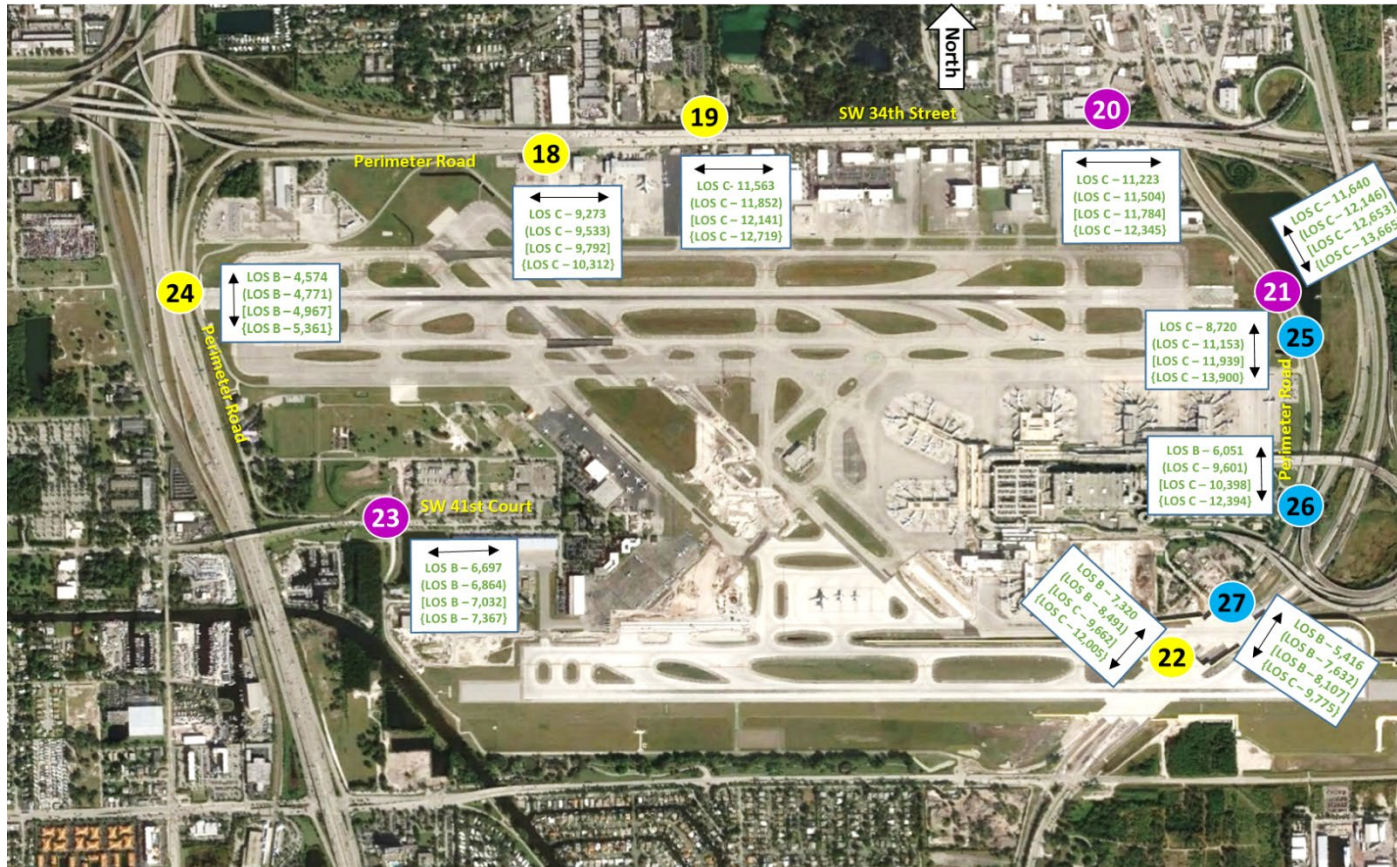 North
SW 34th Street
20
19
18
Perimeter Road
LOS C – 9,273
(LOS C – 9,533)
[LOS C – 9,792]
{LOS C – 10,312}
LOS C- 11,563
(LOS C – 11,852)
[LOS C – 12,141]
{LOS C – 12,719}
LOS C – 11,223
(LOS C – 11,504)
[LOS C – 11,784]
{LOS C – 12,345}
LOS C – 11,640
(LOS C – 12,146)
[LOS C – 12,653]
{LOS C – 13,665}
24
LOS B – 4,574
(LOS B – 4,771)
[LOS B – 4,967]
{LOS B – 5,361}
21
25
LOS C – 8,720
(LOS C – 11,153)
[LOS C – 11,939]
{LOS C – 13,900}
Perimeter Road
Perimeter Road
LOS B – 6,051
(LOS C – 9,601)
[LOS C – 10,398]
{LOS C – 12,394}
26
23
SW 41st Court
LOS B – 6,697
(LOS B – 6,864)
[LOS B – 7,032]
{LOS B – 7,367}
LOS B – 7,320
(LOS B – 8,491)
[LOS C – 9,662]
{LOS C – 12,005}
27
22
LOS B – 5,416
(LOS B – 7,632)
[LOS B – 8,107]
{LOS C – 9,775}